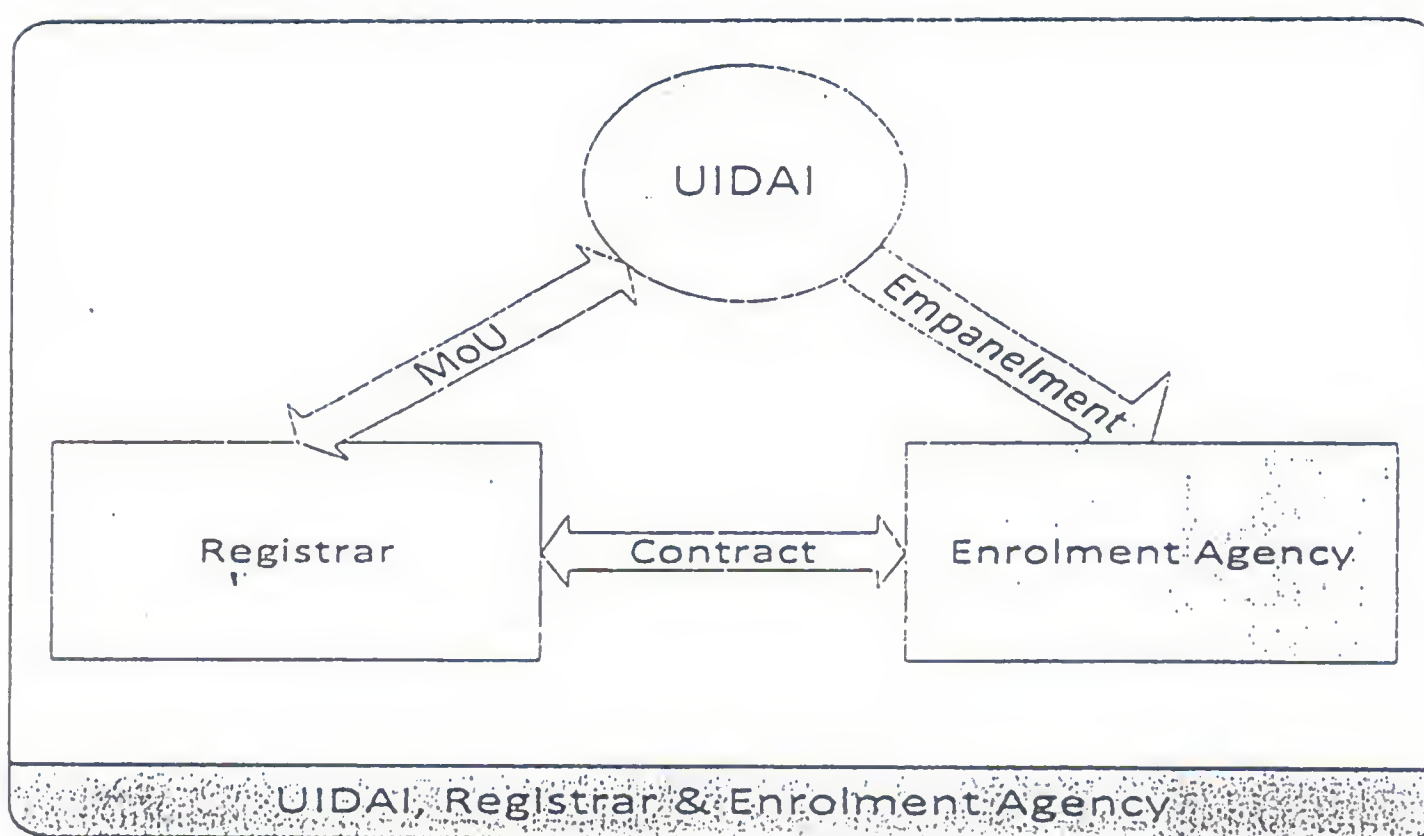 UIDAI
MoU
Empanelment
Registrar
Contract
Enrolment Agency
UIDAI, Registrar & Enrolment Agency